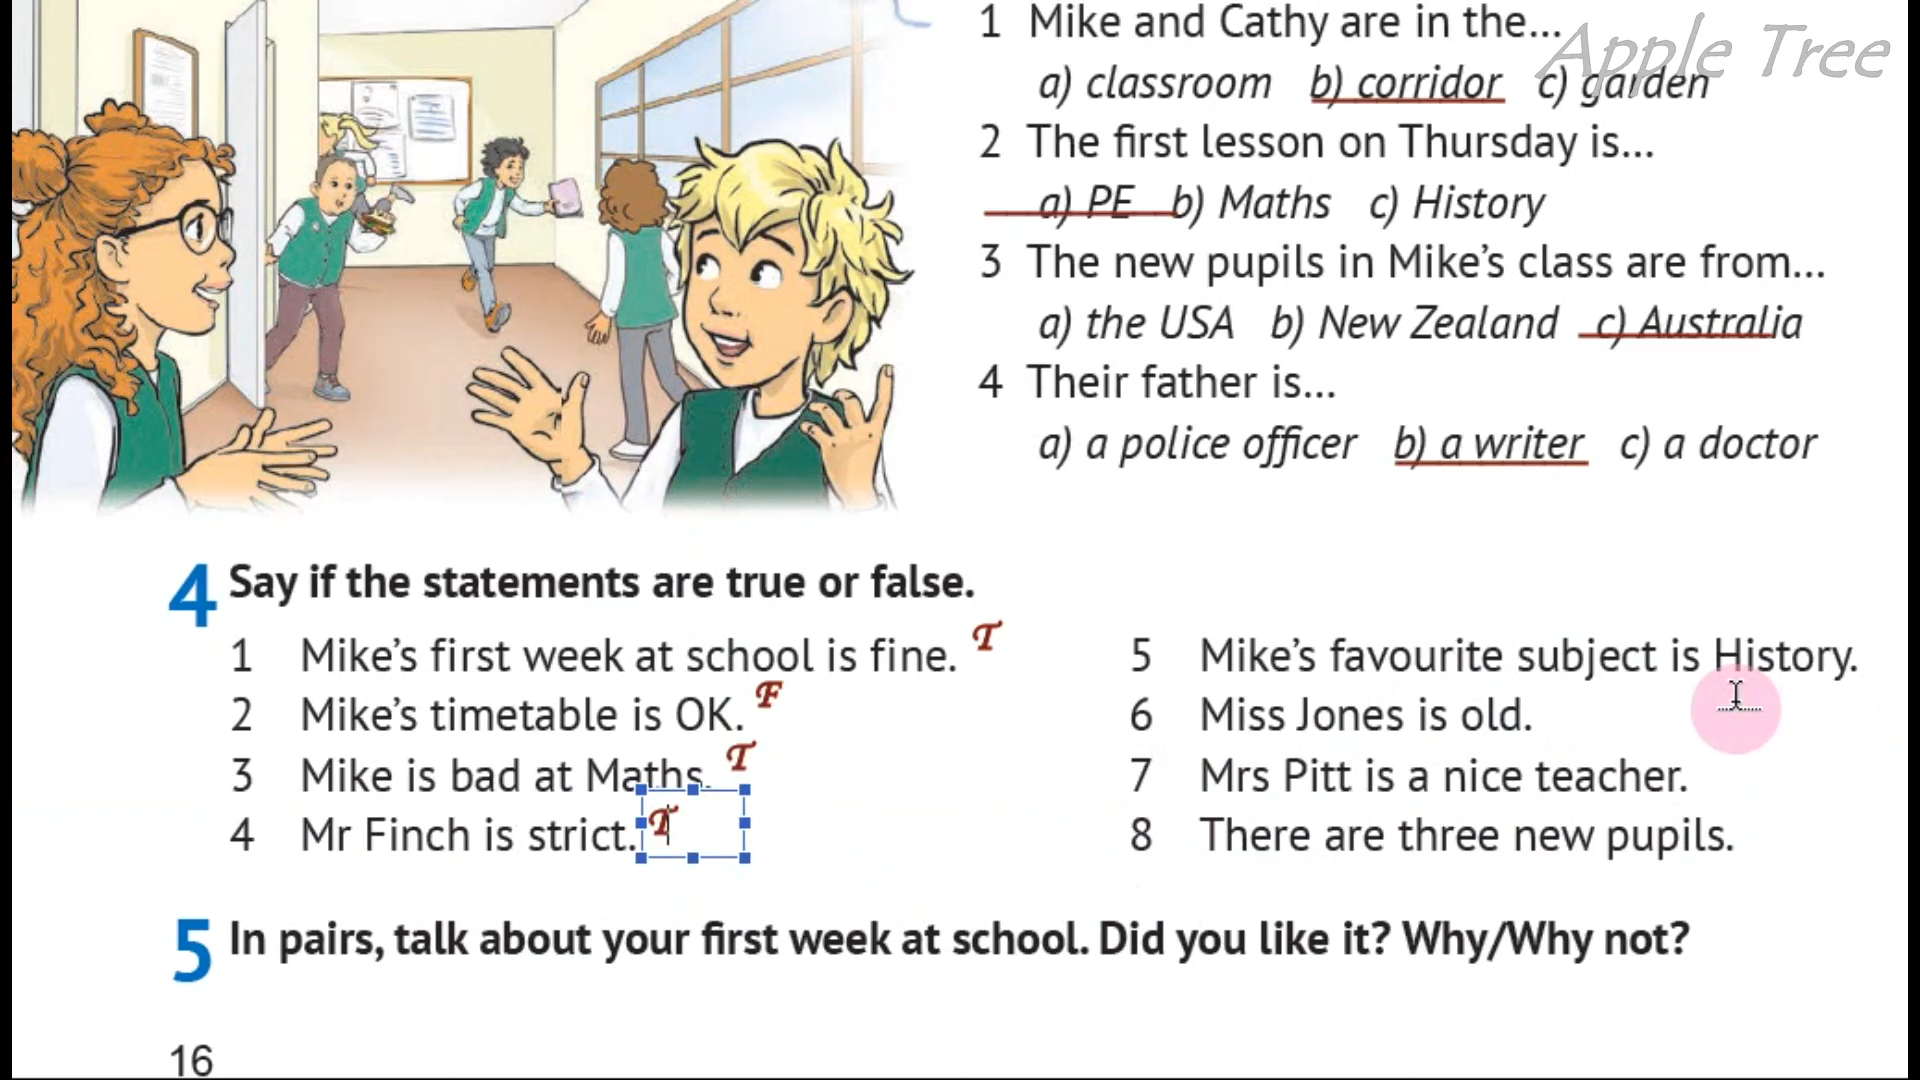 Apple Tree
1 Mike and Cathy are in the...
a) classroom b) corridor c) garden
2 The first lesson on Thursday is...
a) PE b) Maths c) History
3 The new pupils in Mike's class are from...
a) the USA b) New Zealand c) Australia
4 Their father is...
a) a police officer b) a writer c) a doctor
4 Say if the statements are true or false.
1 Mike's first week at school is fine. T
2 Mike's timetable is OK. F
3 Mike is bad at Maths. T
4 Mr Finch is strict. T
5 Mike's favourite subject is History.
6 Miss Jones is old.
7 Mrs Pitt is a nice teacher.
8 There are three new pupils.
5 In pairs, talk about your first week at school. Did you like it? Why/Why not?
16